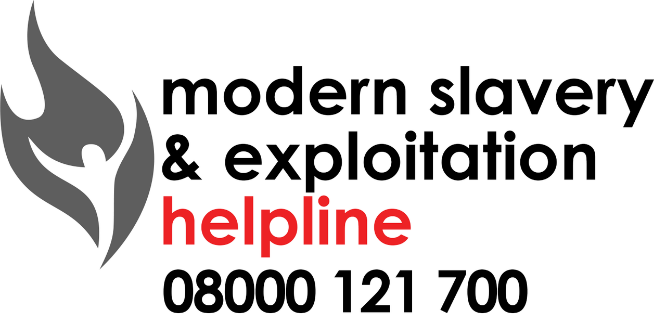 modern slavery
& exploitation
helpline
08000 121 700